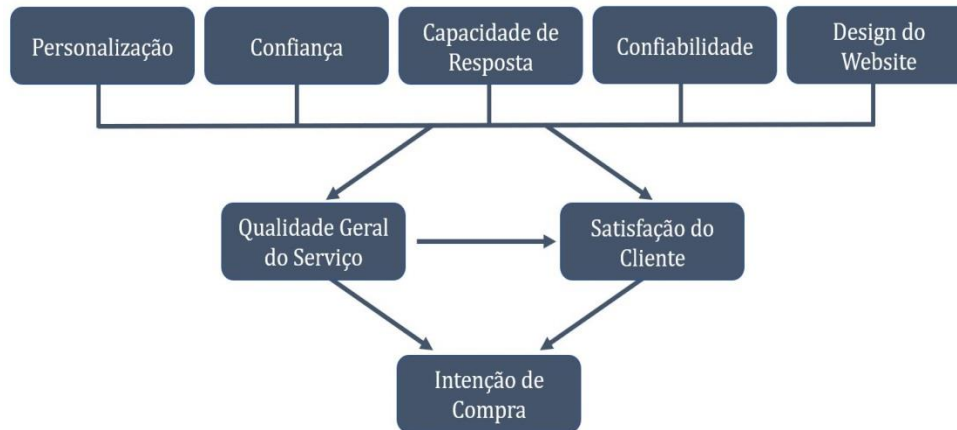 Personalização
Confiança
Capacidade de
Resposta
Confiabilidade
Design do
Website
Qualidade Geral
do Serviço
Satisfação do
Cliente
Intenção de
Compra